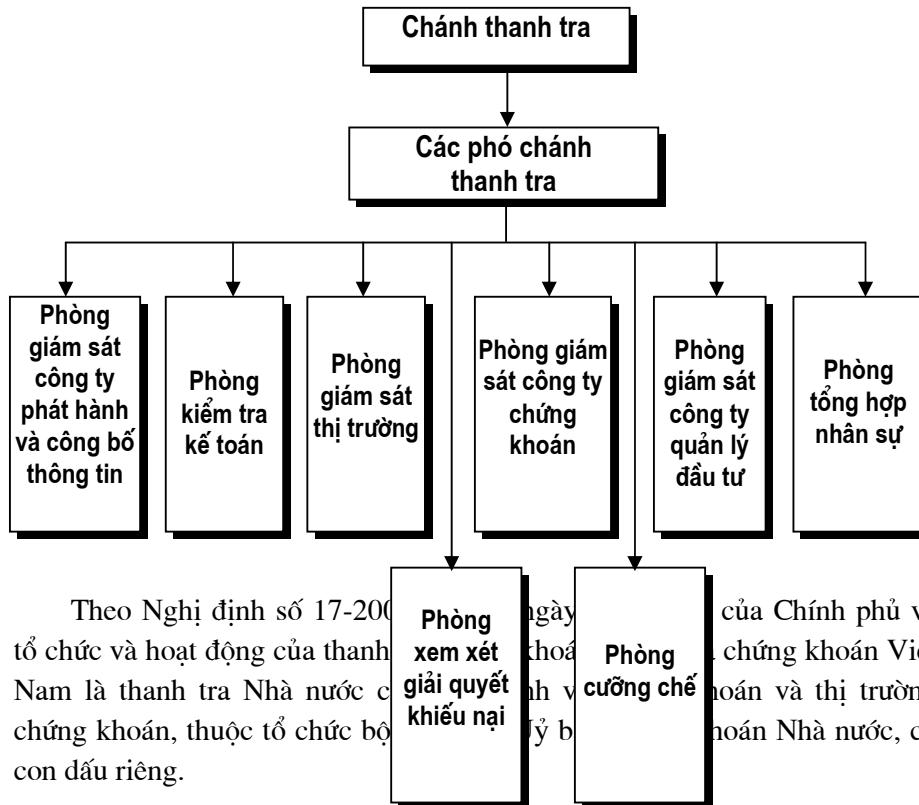 Chánh thanh tra
Các phó chánh
thanh tra
Phòng
giám sát
công ty
phát hành
và công bố
thông tin
Phòng
kiểm tra
kế toán
Phòng
giám sát
thị trường
Phòng giám
sát công ty
chứng
khoán
Phòng
giám sát
công ty
quản lý
đầu tư
Phòng
tổng hợp
nhân sự
Phòng
xem xét
giải quyết
khiếu nại
Phòng
cưỡng chế
Theo Nghị định số 17-200 ngày của Chính phủ v
tổ chức và hoạt động của thanh khoá chứng khoán Việ
Nam là thanh tra Nhà nước c nh v oán và thị trườn
chứng khoán, thuộc tổ chức bộ Uỷ b hoán Nhà nước, c
con dấu riêng.